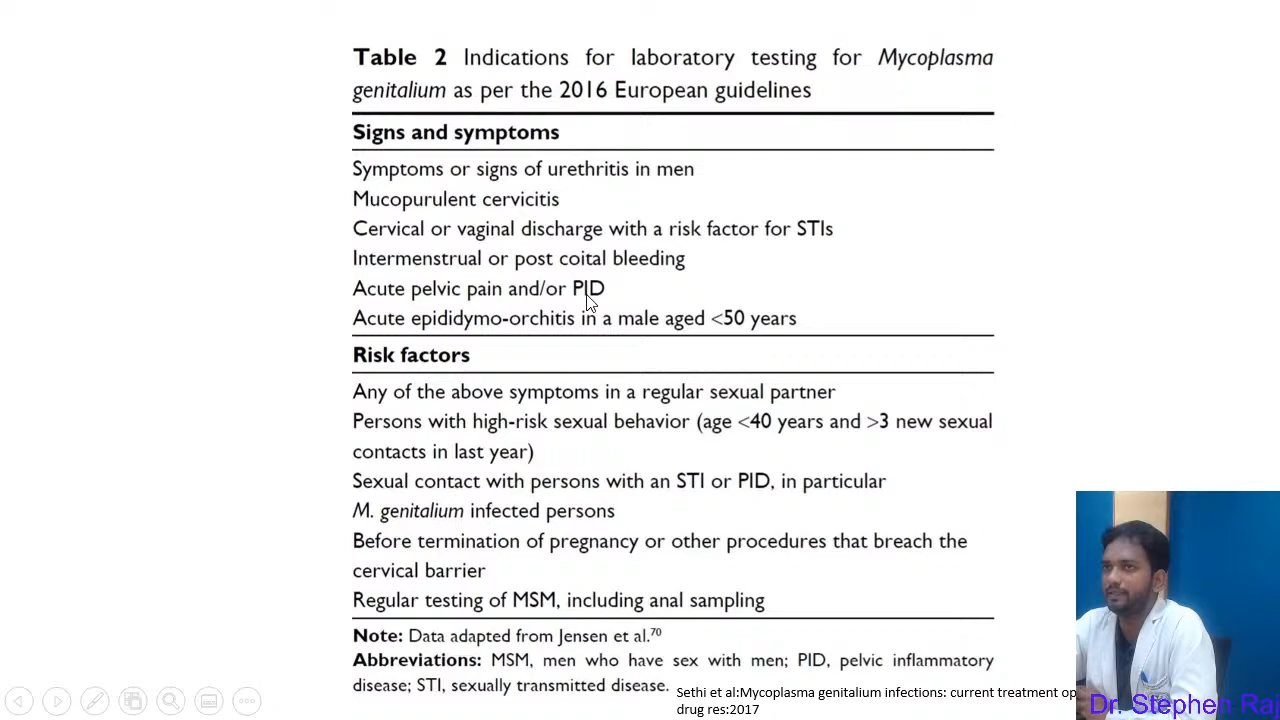 Table 2 Indications for laboratory testing for Mycoplasma
genitalium as per the 2016 European guidelines
Signs and symptoms
Symptoms or signs of urethritis in men
Mucopurulent cervicitis
Cervical or vaginal discharge with a risk factor for STIs
Intermenstrual or post coital bleeding
Acute pelvic pain and/or PID
Acute epididymo-orchitis in a male aged <50 years
Risk factors
Any of the above symptoms in a regular sexual partner
Persons with high-risk sexual behavior (age <40 years and >3 new sexual
contacts in last year)
Sexual contact with persons with an STI or PID, in particular
M. genitalium infected persons
Before termination of pregnancy or other procedures that breach the
cervical barrier
Regular testing of MSM, including anal sampling
Note: Data adapted from Jensen et al.70
Abbreviations: MSM, men who have sex with men; PID, pelvic inflammatory
disease; STI, sexually transmitted disease.
Sethi et al:Mycoplasma genitalium infections: current treatment op
drug res:2017
Dr. Stephen Raj